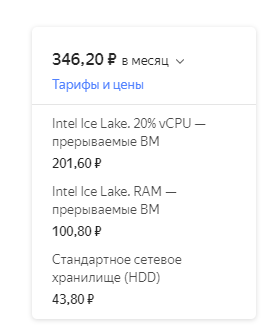 346,20 ₽ в месяц
Тарифы и цены
Intel Ice Lake. 20% vCPU —
прерываемые ВМ
201,60 ₽
Intel Ice Lake. RAM —
прерываемые ВМ
100,80 ₽
Стандартное сетевое
хранилище (HDD)
43,80 ₽